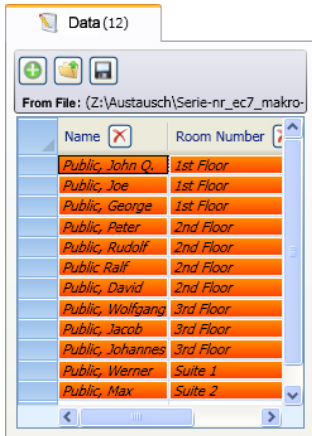 Data (12)
From File: (Z:\Austausch\Serie-nr_ec7_makro-
Name Room Number
Public, John Q. 1st Floor
Public, Joe 1st Floor
Public, George 1st Floor
Public, Peter 2nd Floor
Public, Rudolf 2nd Floor
Public Ralf 2nd Floor
Public, David 2nd Floor
Public, Wolfgang 3rd Floor
Public, Jacob 3rd Floor
Public, Johannes 3rd Floor
Public, Werner Suite 1
Public, Max Suite 2